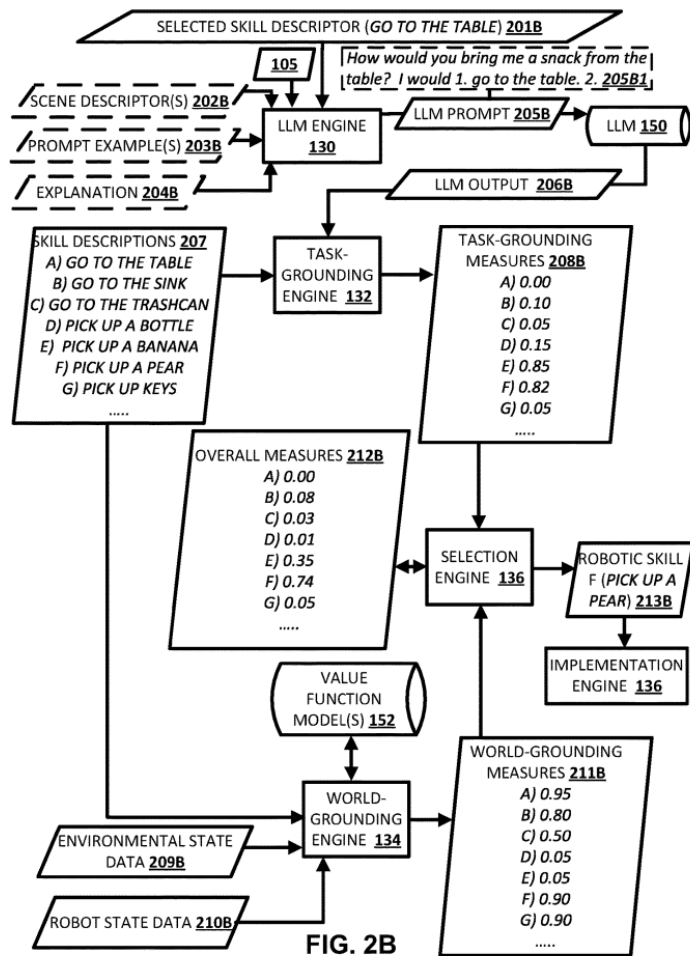 SELECTED SKILL DESCRIPTOR (GO TO THE TABLE) 201B
105
How would you bring me a snack from the
table? I would 1. go to the table. 2. 205B1
SCENE DESCRIPTOR(S) 202B
PROMPT EXAMPLE(S) 203B
EXPLANATION 204B
LLM ENGINE
130
LLM PROMPT 205B
LLM 150
LLM OUTPUT 206B
SKILL DESCRIPTIONS 207
A) GO TO THE TABLE
B) GO TO THE SINK
C) GO TO THE TRASHCAN
D) PICK UP A BOTTLE
E) PICK UP A BANANA
F) PICK UP A PEAR
G) PICK UP KEYS
.....
TASK-
GROUNDING
ENGINE 132
TASK-GROUNDING
MEASURES 208B
A) 0.00
B) 0.10
C) 0.05
D) 0.15
E) 0.85
F) 0.82
G) 0.05
.....
OVERALL MEASURES 212B
A) 0.00
B) 0.08
C) 0.03
D) 0.01
E) 0.35
F) 0.74
G) 0.05
.....
SELECTION
ENGINE 136
ROBOTIC SKILL
F (PICK UP A
PEAR) 213B
IMPLEMENTATION
ENGINE 136
VALUE
FUNCTION
MODEL(S) 152
WORLD-
GROUNDING
ENGINE 134
WORLD-GROUNDING
MEASURES 211B
A) 0.95
B) 0.80
C) 0.50
D) 0.05
E) 0.05
F) 0.90
G) 0.90
.....
ENVIRONMENTAL STATE
DATA 209B
ROBOT STATE DATA 210B
FIG. 2B